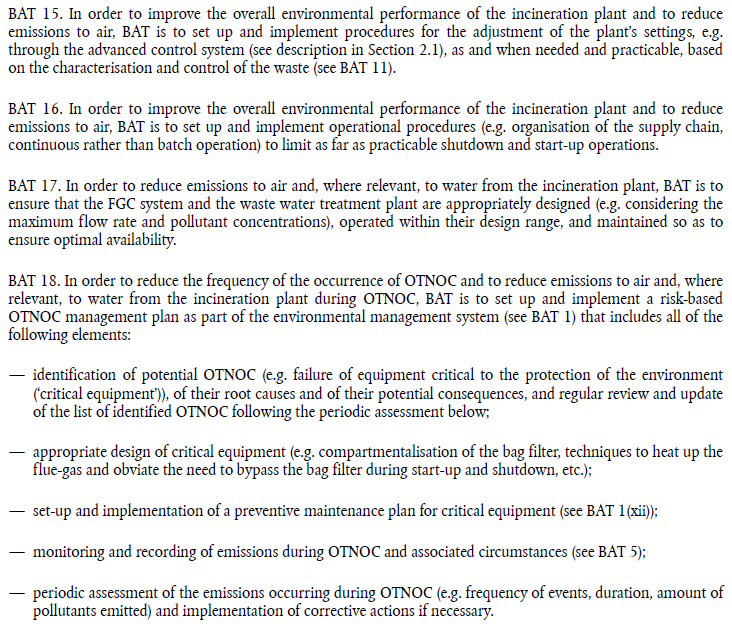 BAT 15. In order to improve the overall environmental performance of the incineration plant and to reduce
emissions to air, BAT is to set up and implement procedures for the adjustment of the plant's settings, e.g.
through the advanced control system (see description in Section 2.1), as and when needed and practicable, based
on the characterisation and control of the waste (see BAT 11).
BAT 16. In order to improve the overall environmental performance of the incineration plant and to reduce
emissions to air, BAT is to set up and implement operational procedures (e.g. organisation of the supply chain,
continuous rather than batch operation) to limit as far as practicable shutdown and start-up operations.
BAT 17. In order to reduce emissions to air and, where relevant, to water from the incineration plant, BAT is to
ensure that the FGC system and the waste water treatment plant are appropriately designed (e.g. considering the
maximum flow rate and pollutant concentrations), operated within their design range, and maintained so as to
ensure optimal availability.
BAT 18. In order to reduce the frequency of the occurrence of OTNOC and to reduce emissions to air and, where
relevant, to water from the incineration plant during OTNOC, BAT is to set up and implement a risk-based
OTNOC management plan as part of the environmental management system (see BAT 1) that includes all of the
following elements:
— identification of potential OTNOC (e.g. failure of equipment critical to the protection of the environment
('critical equipment')), of their root causes and of their potential consequences, and regular review and update
of the list of identified OTNOC following the periodic assessment below;
— appropriate design of critical equipment (e.g. compartmentalisation of the bag filter, techniques to heat up the
flue-gas and obviate the need to bypass the bag filter during start-up and shutdown, etc.);
— set-up and implementation of a preventive maintenance plan for critical equipment (see BAT 1(xii));
— monitoring and recording of emissions during OTNOC and associated circumstances (see BAT 5);
— periodic assessment of the emissions occurring during OTNOC (e.g. frequency of events, duration, amount of
pollutants emitted) and implementation of corrective actions if necessary.